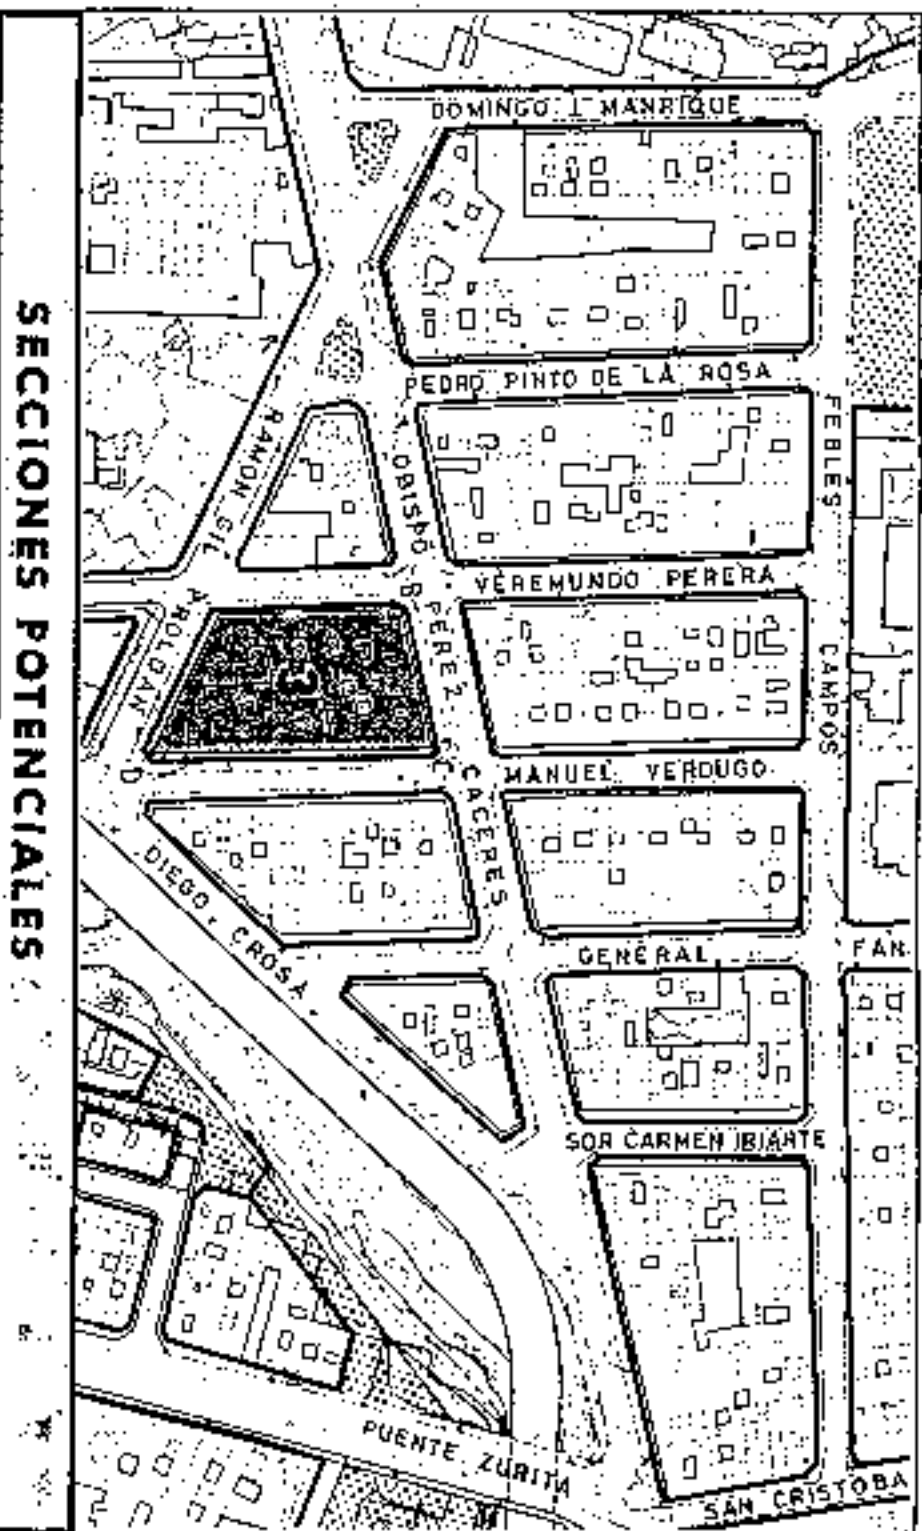 SECCIONES POTENCIALES
DOMINGO J MANRIQUE
PEDRO PINTO DE LA ROSA
FEBLES CAMPOS
RAMON GIL ROLDAN
OBISPO PEREZ CACERES
VEREMUNDO PERERA
3
MANUEL VERDUGO
DIEGO CROSA
GENERAL
FAN
SOR CARMEN IBIARTE
PUENTE ZURITA
SAN CRISTOBA